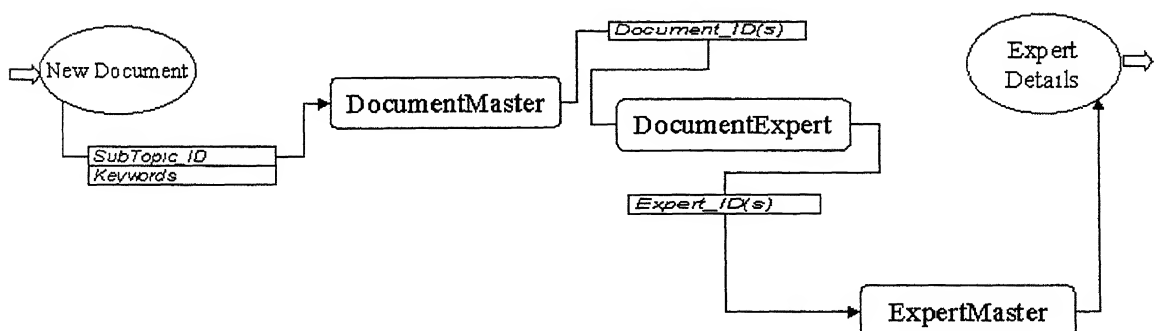 New Document
SubTopic_ID
Keywords
DocumentMaster
Document_ID(s)
DocumentExpert
Expert_ID(s)
ExpertMaster
Expert
Details